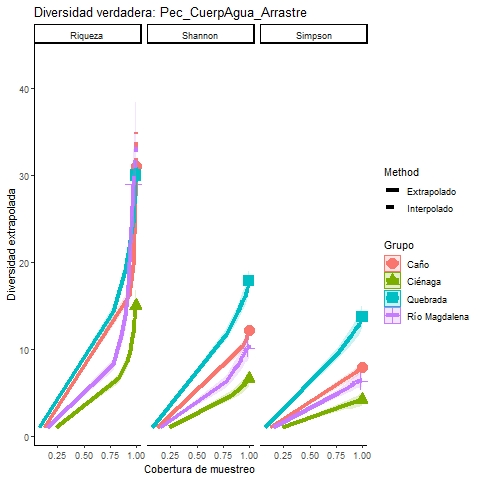 Diversidad verdadera: Pec_CuerpAgua_Arrastre
Riqueza
Shannon
Simpson
Diversidad extrapolada
40
30
20
10
0
0.25 0.50 0.75 1.00
0.25 0.50 0.75 1.00
0.25 0.50 0.75 1.00
Cobertura de muestreo
Method
Extrapolado
Interpolado
Grupo
Caño
Ciénaga
Quebrada
Río Magdalena